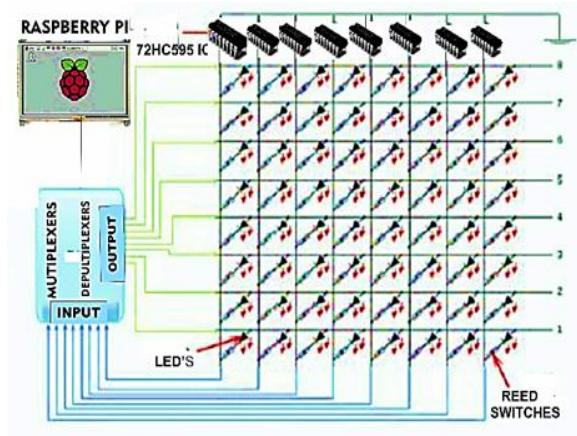 RASPBERRY PI
72HC595 IC
8
7
6
5
4
3
2
1
MUTIPLEXERS
DEPULTIPLEXERS
OUTPUT
INPUT
LED'S
REED
SWITCHES